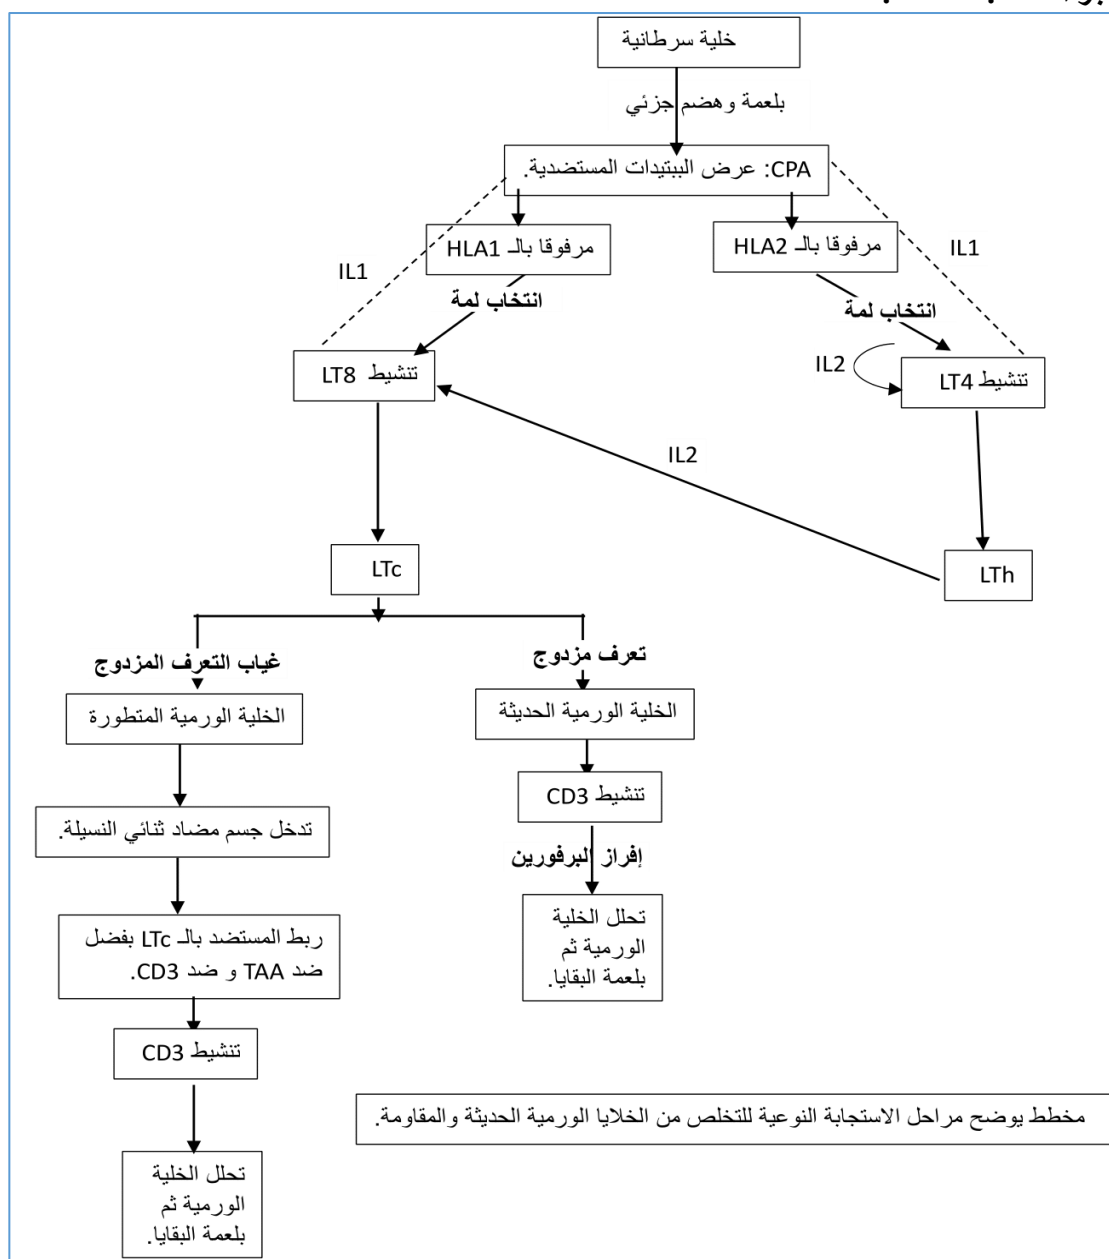 خلية سرطانية
بلعمة وهضم جزئي
CPA: عرض الببتيدات المستضدية.
مرفوقا بالـ HLA1
مرفوقا بالـ HLA2
IL1
IL1
انتخاب لمة
انتخاب لمة
تنشيط LT8
IL2
تنشيط LT4
IL2
LTc
LTh
تعرف مزدوج
غياب التعرف المزدوج
الخلية الورمية الحديثة
الخلية الورمية المتطورة
تنشيط CD3
تدخل جسم مضاد ثنائي النسيلة.
إفراز البرفورين
تحلل الخلية
الورمية ثم
بلعمة البقايا.
ربط المستضد بالـ LTc بفضل
ضد TAA و ضد CD3.
تنشيط CD3
مخطط يوضح مراحل الاستجابة النوعية للتخلص من الخلايا الورمية الحديثة والمقاومة.
تحلل الخلية
الورمية ثم
بلعمة البقايا.